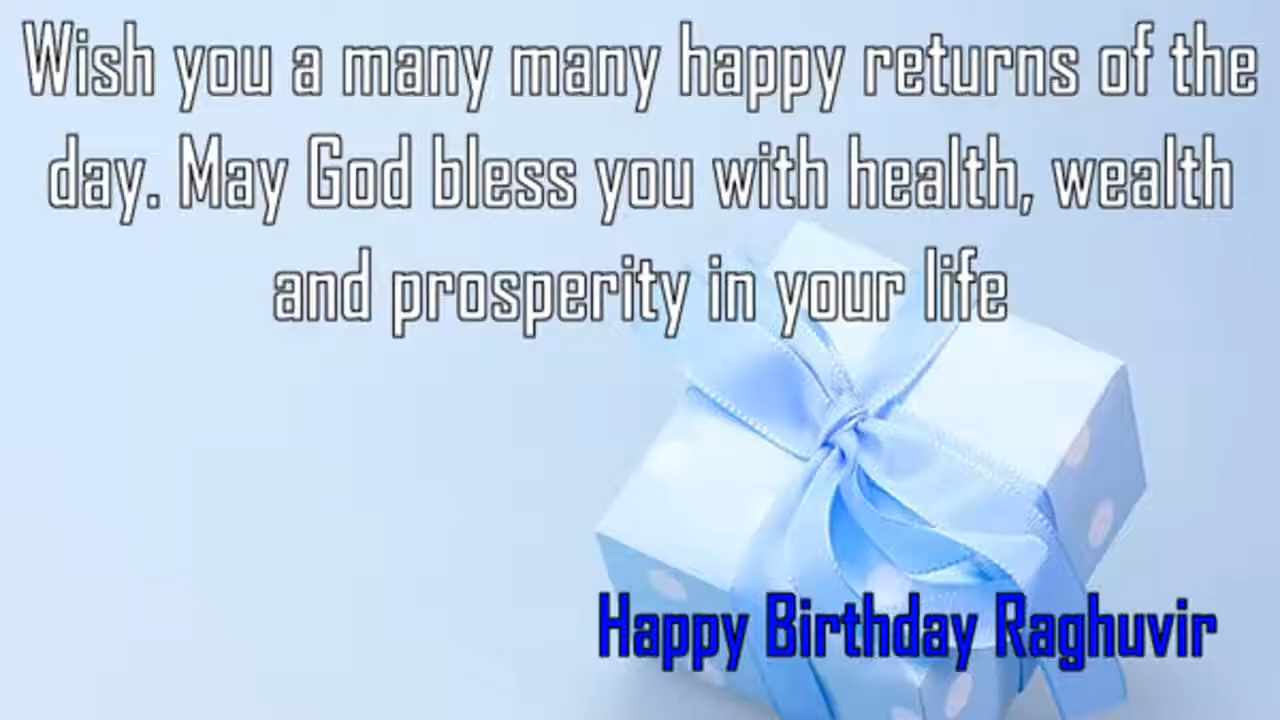 Wish you a many many happy returns of the
day. May God bless you with health, wealth
and prosperity in your life
Happy Birthday Raghuvir